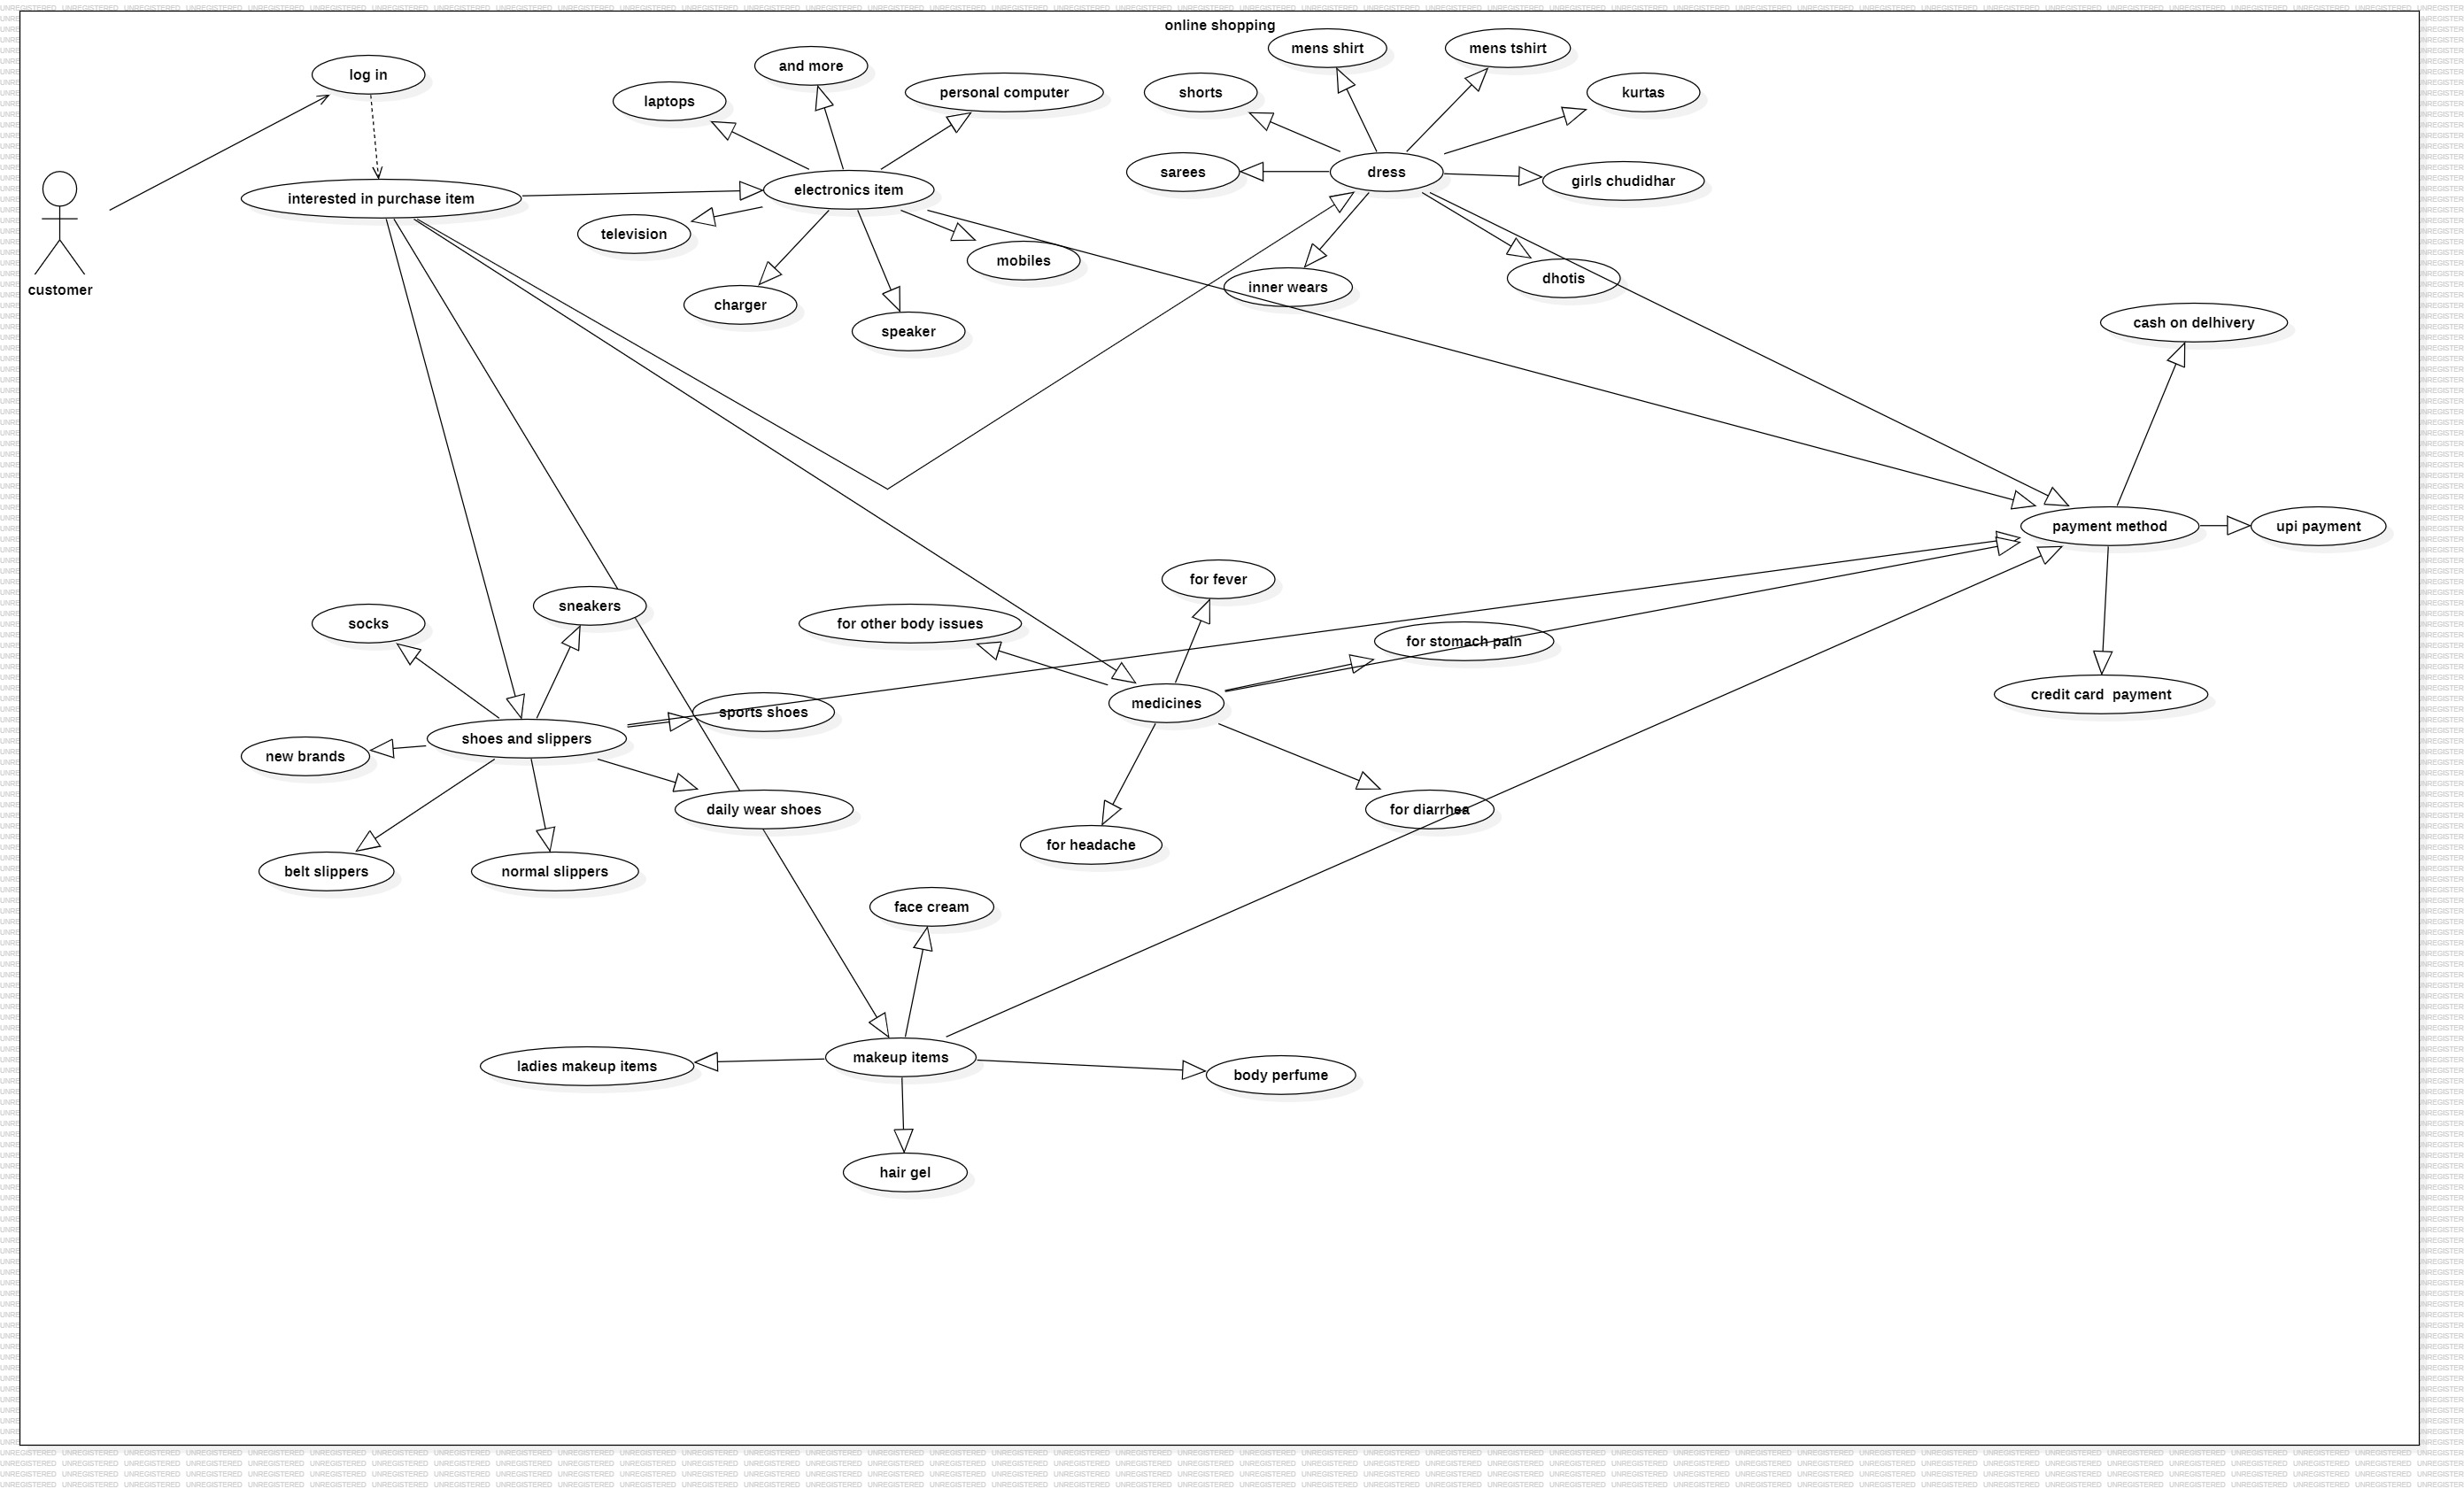 online shopping
mens shirt
mens tshirt
log in
and more
laptops
personal computer
shorts
kurtas
sarees
dress
girls chudidhar
interested in purchase item
electronics item
television
mobiles
inner wears
dhotis
customer
charger
speaker
cash on delhivery
payment method
upi payment
for fever
sneakers
socks
for other body issues
for stomach pain
medicines
credit card  payment
sports shoes
shoes and slippers
new brands
daily wear shoes
for diarrhea
for headache
belt slippers
normal slippers
face cream
makeup items
ladies makeup items
body perfume
hair gel
UNREGISTERED